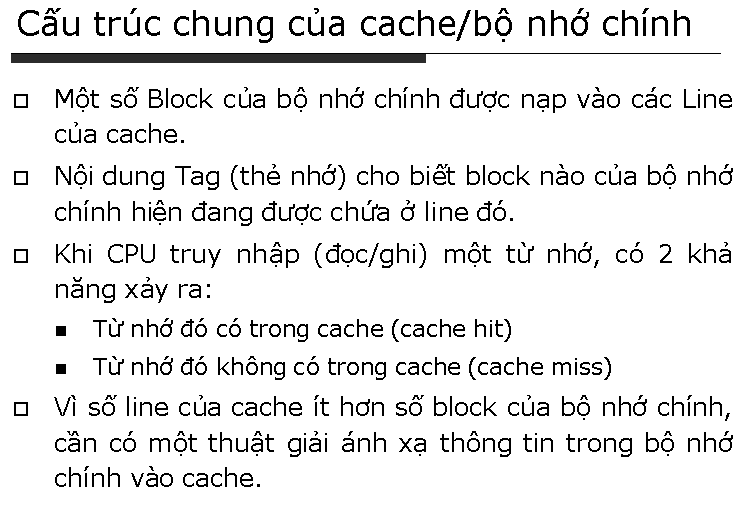 Cấu trúc chung của cache/bộ nhớ chính
Một số Block của bộ nhớ chính được nạp vào các Line
của cache.
Nội dung Tag (thẻ nhớ) cho biết block nào của bộ nhớ
chính hiện đang được chứa ở line đó.
Khi CPU truy nhập (đọc/ghi) một từ nhớ, có 2 khả
năng xảy ra:
Từ nhớ đó có trong cache (cache hit)
Từ nhớ đó không có trong cache (cache miss)
Vì số line của cache ít hơn số block của bộ nhớ chính,
cần có một thuật giải ánh xạ thông tin trong bộ nhớ
chính vào cache.